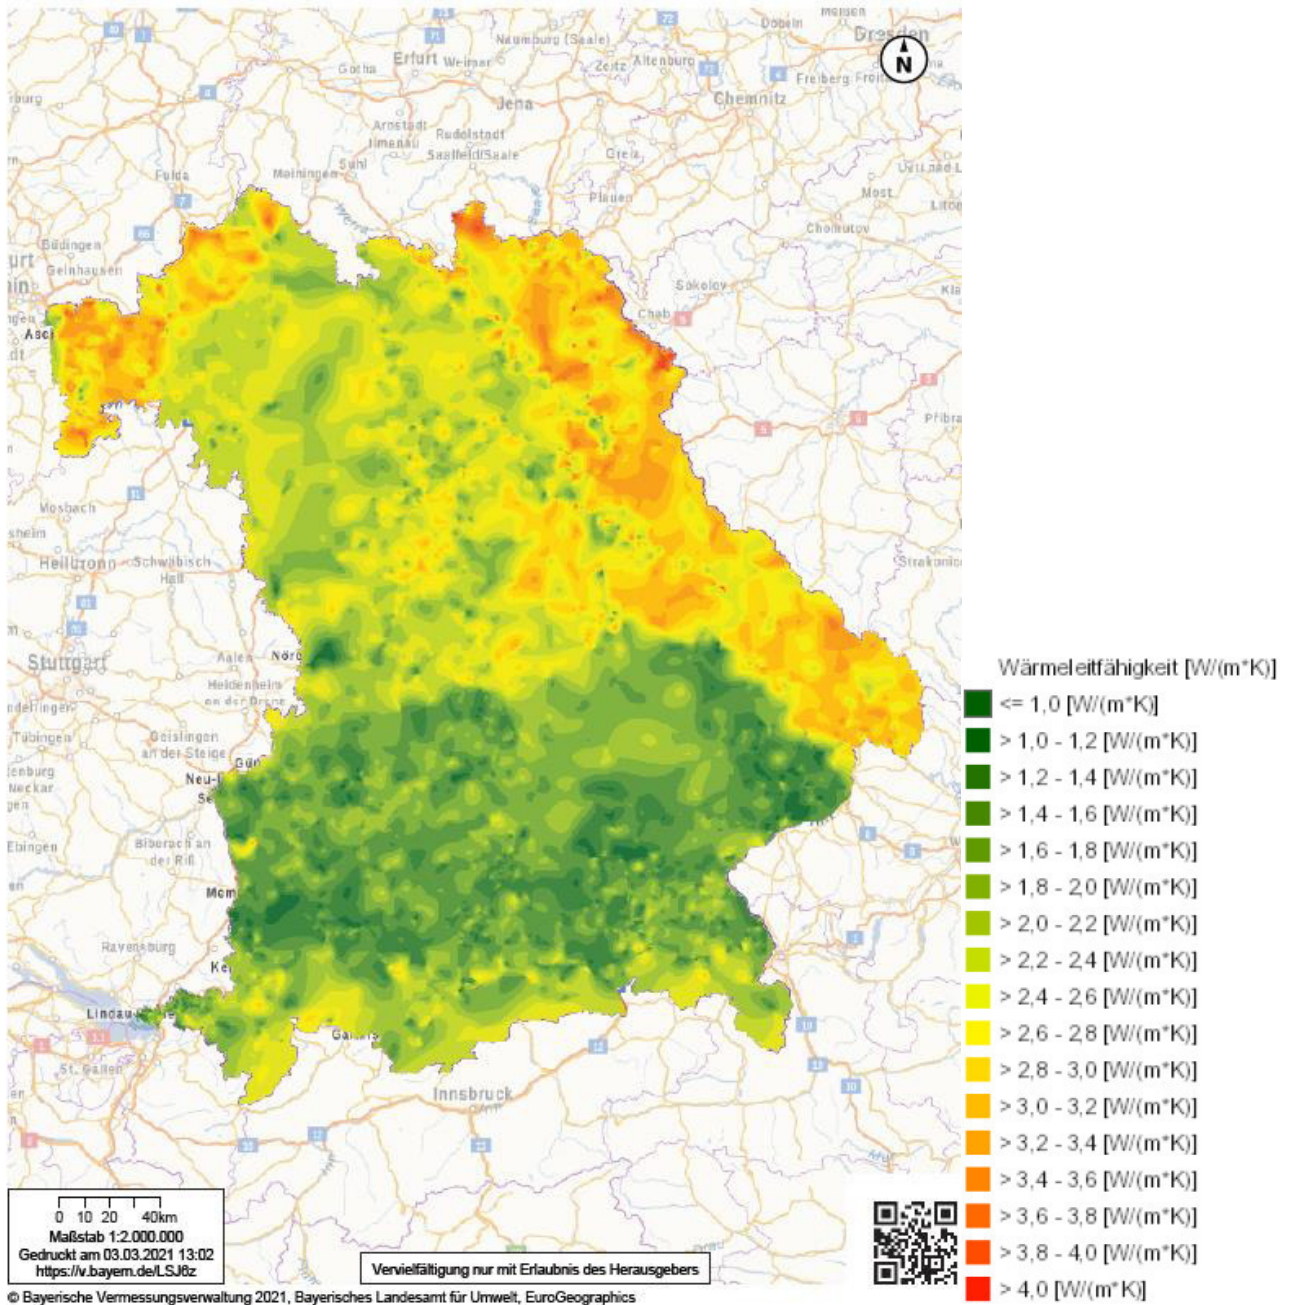 Meißen
Döbeln
Dresden
Naumburg (Saale)
Erfurt
Weimar
Zeitz
Altenburg
Gotha
Freiberg
N
Chemnitz
Jena
Arnstadt
Ilmenau
Rudolstadt
Saalfeld/Saale
Suhl
Greiz
Meiningen
Fulda
Plauen
Most
Werra
Saale
Chomutov
Büdingen
Gelnhausen
Sokolov
Cheb
Mosbach
Heilbronn
Schwäbisch
Hall
Strakonice
Stuttgart
Aalen
Heidenheim
an der Brenz
Tübingen
Geislingen
an der Steige
Neckar
Ebingen
Biberach an
der Riß
Ravensburg
Lindau
St. Gallen
Innsbruck
Wärmeleitfähigkeit [W/(m*K)]
<= 1,0 [W/(m*K)]
> 1,0 - 1,2 [W/(m*K)]
> 1,2 - 1,4 [W/(m*K)]
> 1,4 - 1,6 [W/(m*K)]
> 1,6 - 1,8 [W/(m*K)]
> 1,8 - 2,0 [W/(m*K)]
> 2,0 - 2,2 [W/(m*K)]
> 2,2 - 2,4 [W/(m*K)]
> 2,4 - 2,6 [W/(m*K)]
> 2,6 - 2,8 [W/(m*K)]
> 2,8 - 3,0 [W/(m*K)]
> 3,0 - 3,2 [W/(m*K)]
> 3,2 - 3,4 [W/(m*K)]
> 3,4 - 3,6 [W/(m*K)]
> 3,6 - 3,8 [W/(m*K)]
> 3,8 - 4,0 [W/(m*K)]
> 4,0 [W/(m*K)]
0 10 20 40km
Maßstab 1:2.000.000
Gedruckt am 03.03.2021 13:02
https://v.bayern.de/LSJ6z
Vervielfältigung nur mit Erlaubnis des Herausgebers
© Bayerische Vermessungsverwaltung 2021, Bayerisches Landesamt für Umwelt, EuroGeographics